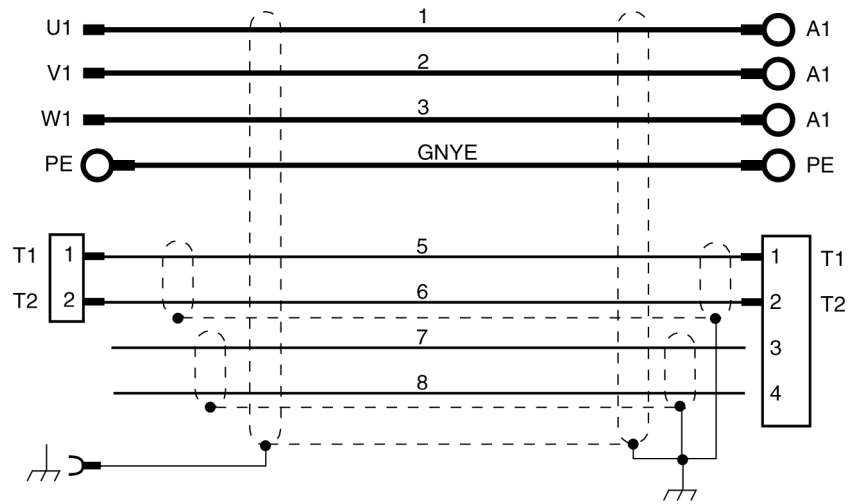 U1 1 A1
V1 2 A1
W1 3 A1
PE GNYE PE
T1 1 5 1 T1
T2 2 6 2 T2
7 3
8 4